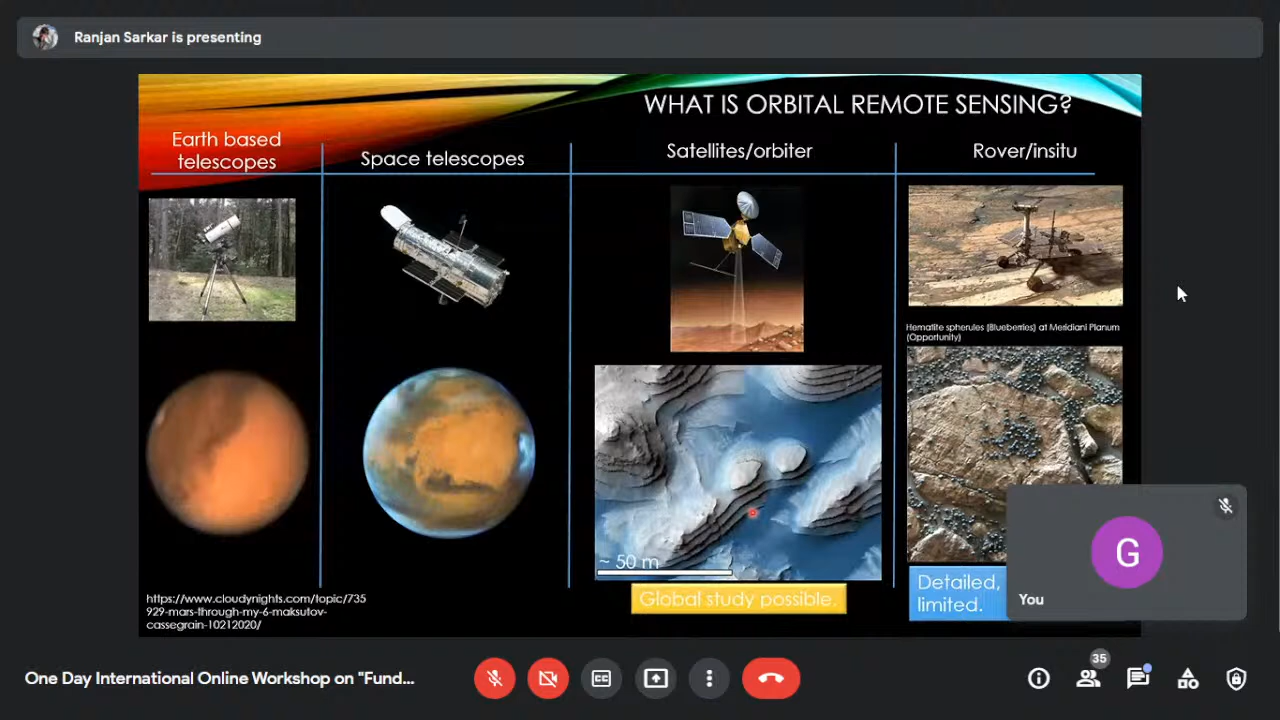 Ranjan Sarkar is presenting
WHAT IS ORBITAL REMOTE SENSING?
Earth based
telescopes
Space telescopes
Satellites/orbiter
Rover/insitu
Hematite spherules (Blueberries) at Meridiani Planum
(Opportunity)
~ 50 m
https://www.cloudynights.com/topic/735
929-mars-through-my-6-maksutov-
cassegrain-10212020/
Global study possible.
Detailed,
limited.
G
You
One Day International Online Workshop on "Fund...
CC
35